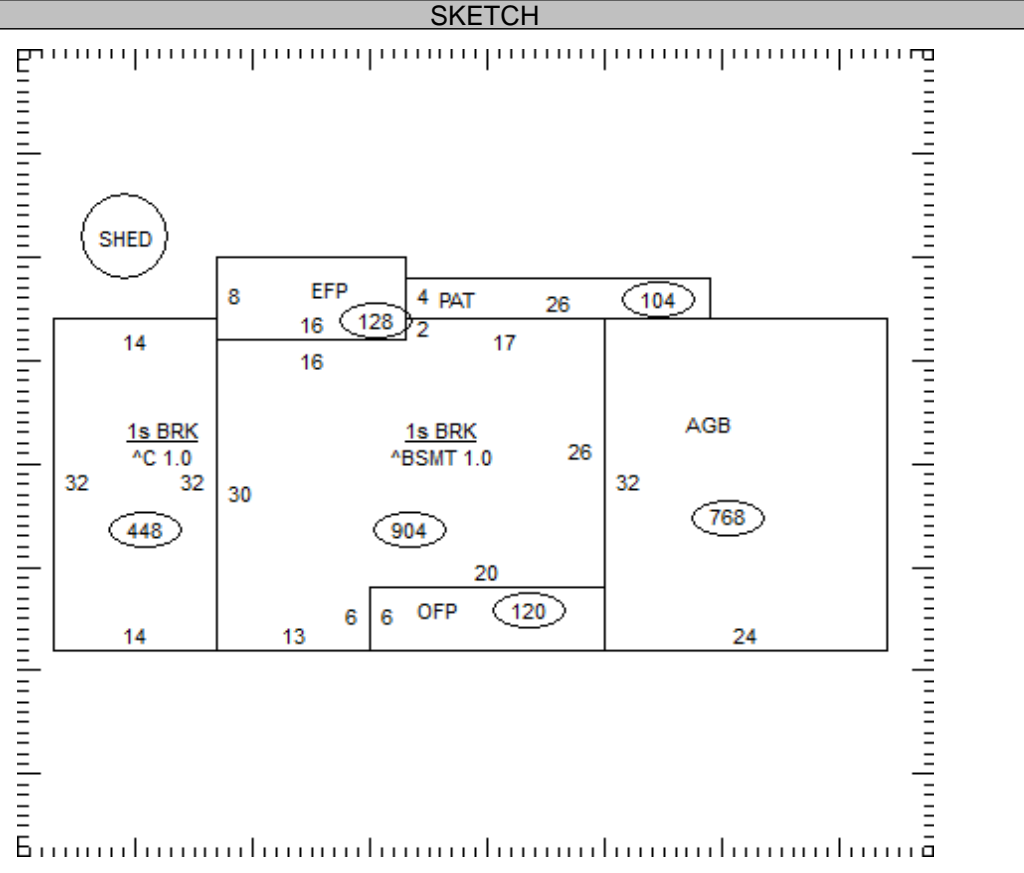 SKETCH
SHED
EFP
8
4 PAT 26 104
16 128
2
14
17
16
AGB
1s BRK
^C 1.0
1s BRK
^BSMT 1.0
26
32 32
30
32
448
904
768
20
6
6 OFP 120
14
13
24